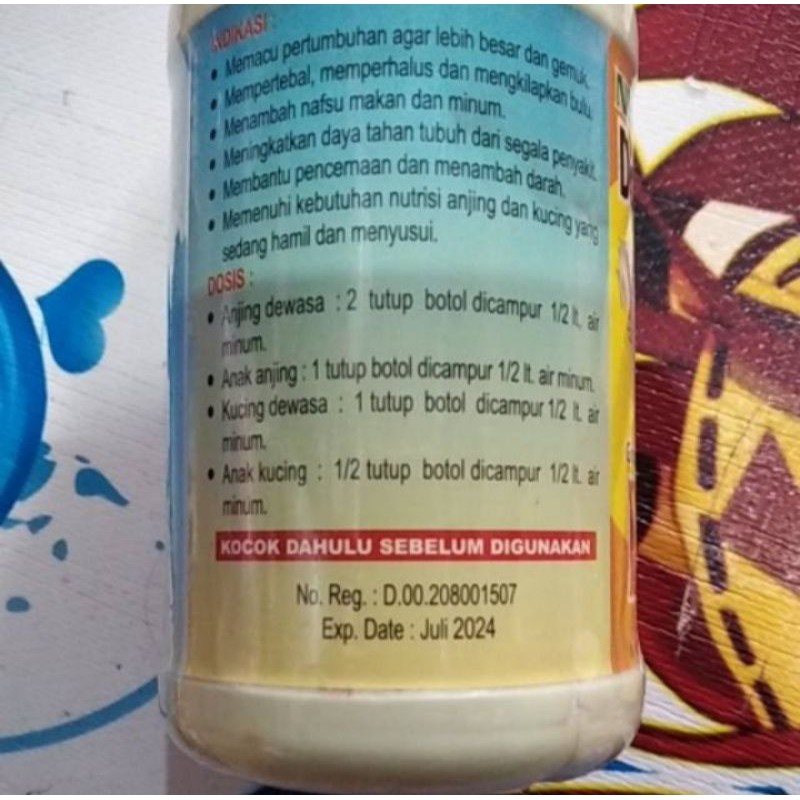 INDIKASI :
• Memacu pertumbuhan agar lebih besar dan gemuk.
• Mempertebal, memperhalus dan mengkilapkan bulu.
• Menambah nafsu makan dan minum.
• Meningkatkan daya tahan tubuh dari segala penyakit.
• Membantu pencernaan dan menambah darah.
• Memenuhi kebutuhan nutrisi anjing dan kucing yang
sedang hamil dan menyusui.
DOSIS :
• Anjing dewasa : 2 tutup botol dicampur 1/2 lt. air
minum.
• Anak anjing : 1 tutup botol dicampur 1/2 lt. air minum.
• Kucing dewasa : 1 tutup botol dicampur 1/2 lt. air
minum.
• Anak kucing : 1/2 tutup botol dicampur 1/2 lt. air
minum.
KOCOK DAHULU SEBELUM DIGUNAKAN
No. Reg. : D.00.208001507
Exp. Date : Juli 2024